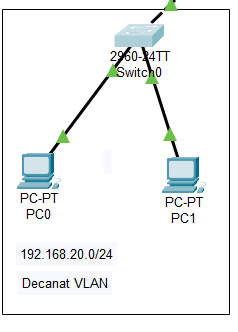 2960-24TT
Switch0
PC-PT
PC0
PC-PT
PC1
192.168.20.0/24
Decanat VLAN